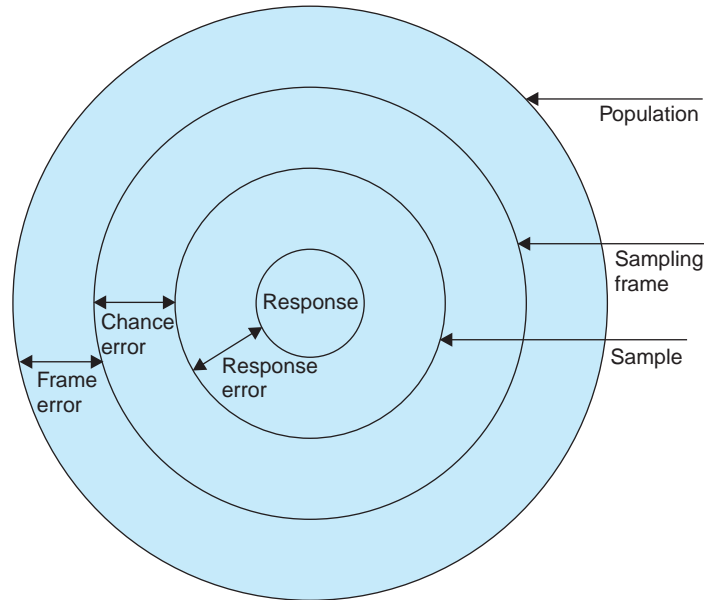 Population
Sampling
frame
Response
Chance
error
Response
error
Sample
Frame
error